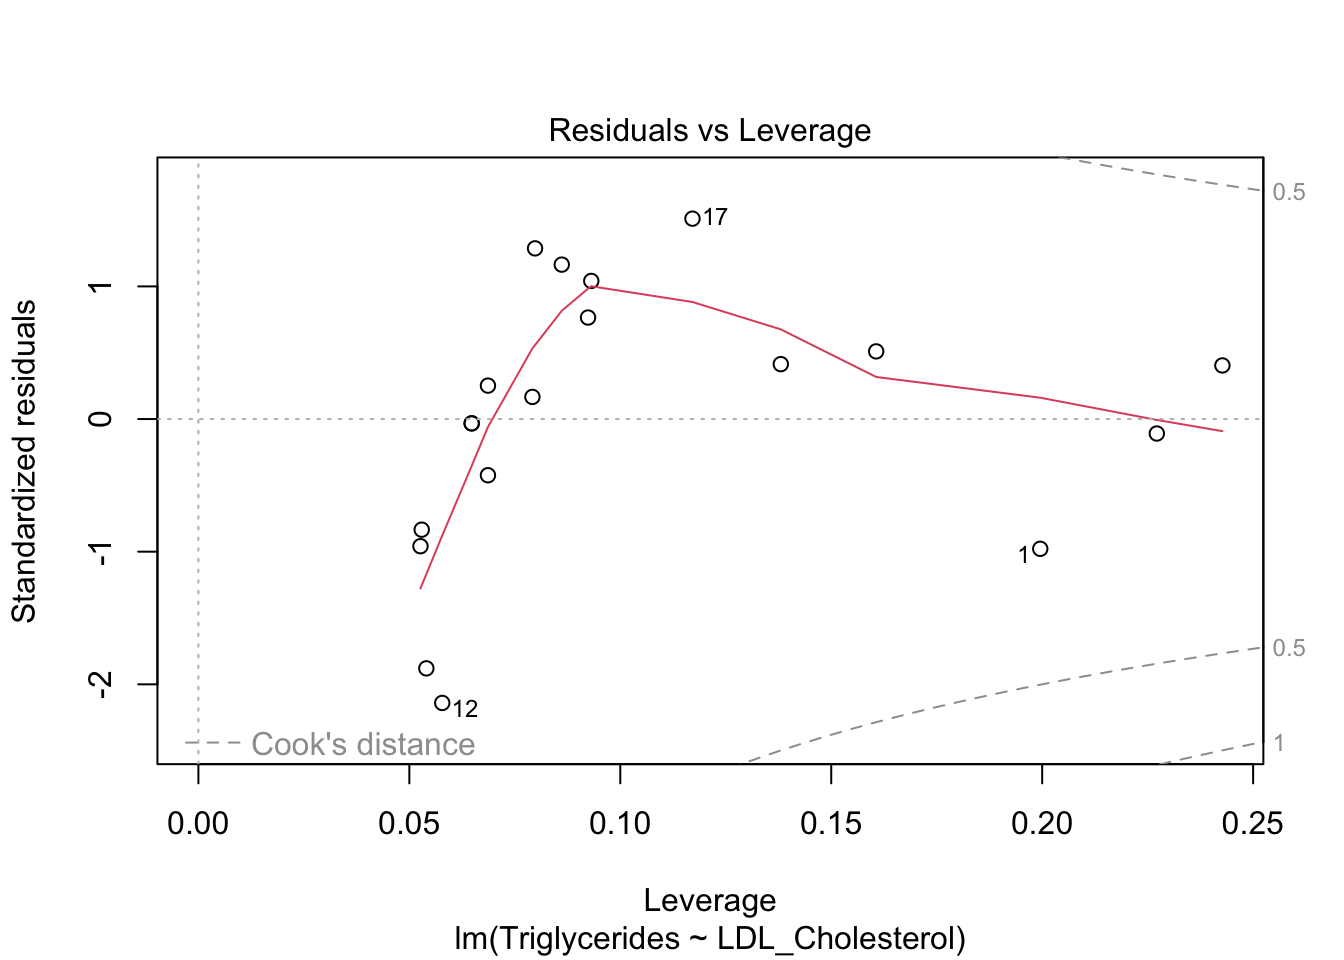 Residuals vs Leverage
Standardized residuals
1
0
-1
-2
17
1
12
0.5
0.5
1
Cook's distance
0.00 0.05 0.10 0.15 0.20 0.25
Leverage
lm(Triglycerides ~ LDL_Cholesterol)